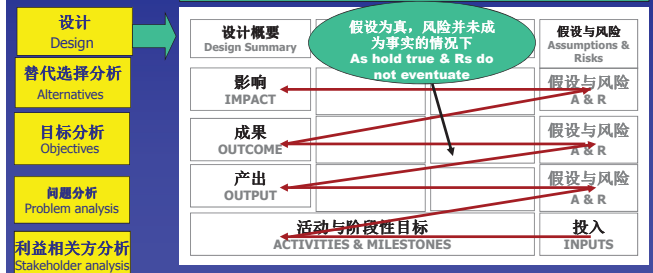 设计
Design
替代选择分析
Alternatives
目标分析
Objectives
问题分析
Problem analysis
利益相关方分析
Stakeholder analysis
设计概要
Design Summary
假设为真，风险并未成
为事实的情况下
As hold true & Rs do
not eventuate
假设与风险
Assumptions &
Risks
影响
IMPACT
假设与风险
A & R
成果
OUTCOME
假设与风险
A & R
产出
OUTPUT
假设与风险
A & R
活动与阶段性目标
ACTIVITIES & MILESTONES
投入
INPUTS